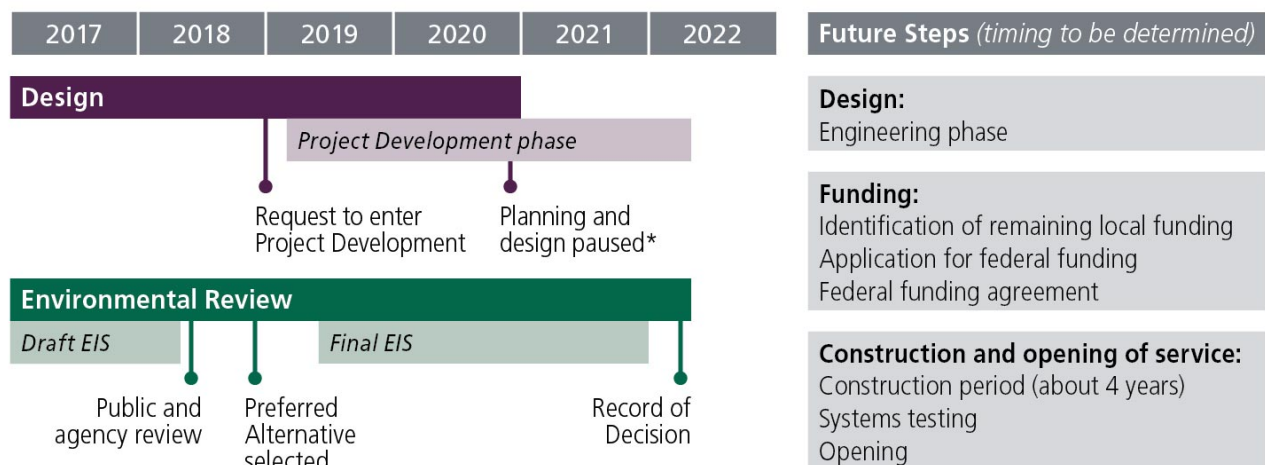 2017 2018 2019 2020 2021 2022
Design
Project Development phase
Request to enter
Project Development
Planning and
design paused*
Environmental Review
Draft EIS
Final EIS
Public and
agency review
Preferred
Alternative
selected
Record of
Decision
Future Steps (timing to be determined)
Design:
Engineering phase
Funding:
Identification of remaining local funding
Application for federal funding
Federal funding agreement
Construction and opening of service:
Construction period (about 4 years)
Systems testing
Opening